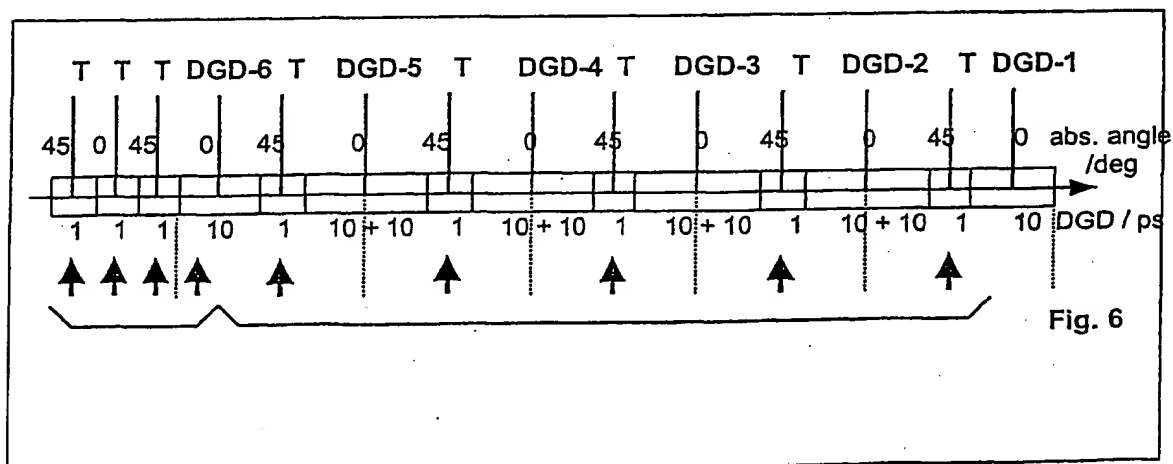 T T T DGD-6 T DGD-5 T DGD-4 T DGD-3 T DGD-2 T DGD-1
45 0 45 0 45 0 45 0 45 0 45 0 45 0 abs. angle
/deg
1 1 1 10 1 10 + 10 1 10 + 10 1 10 + 10 1 10 + 10 1 10 DGD / ps
Fig. 6